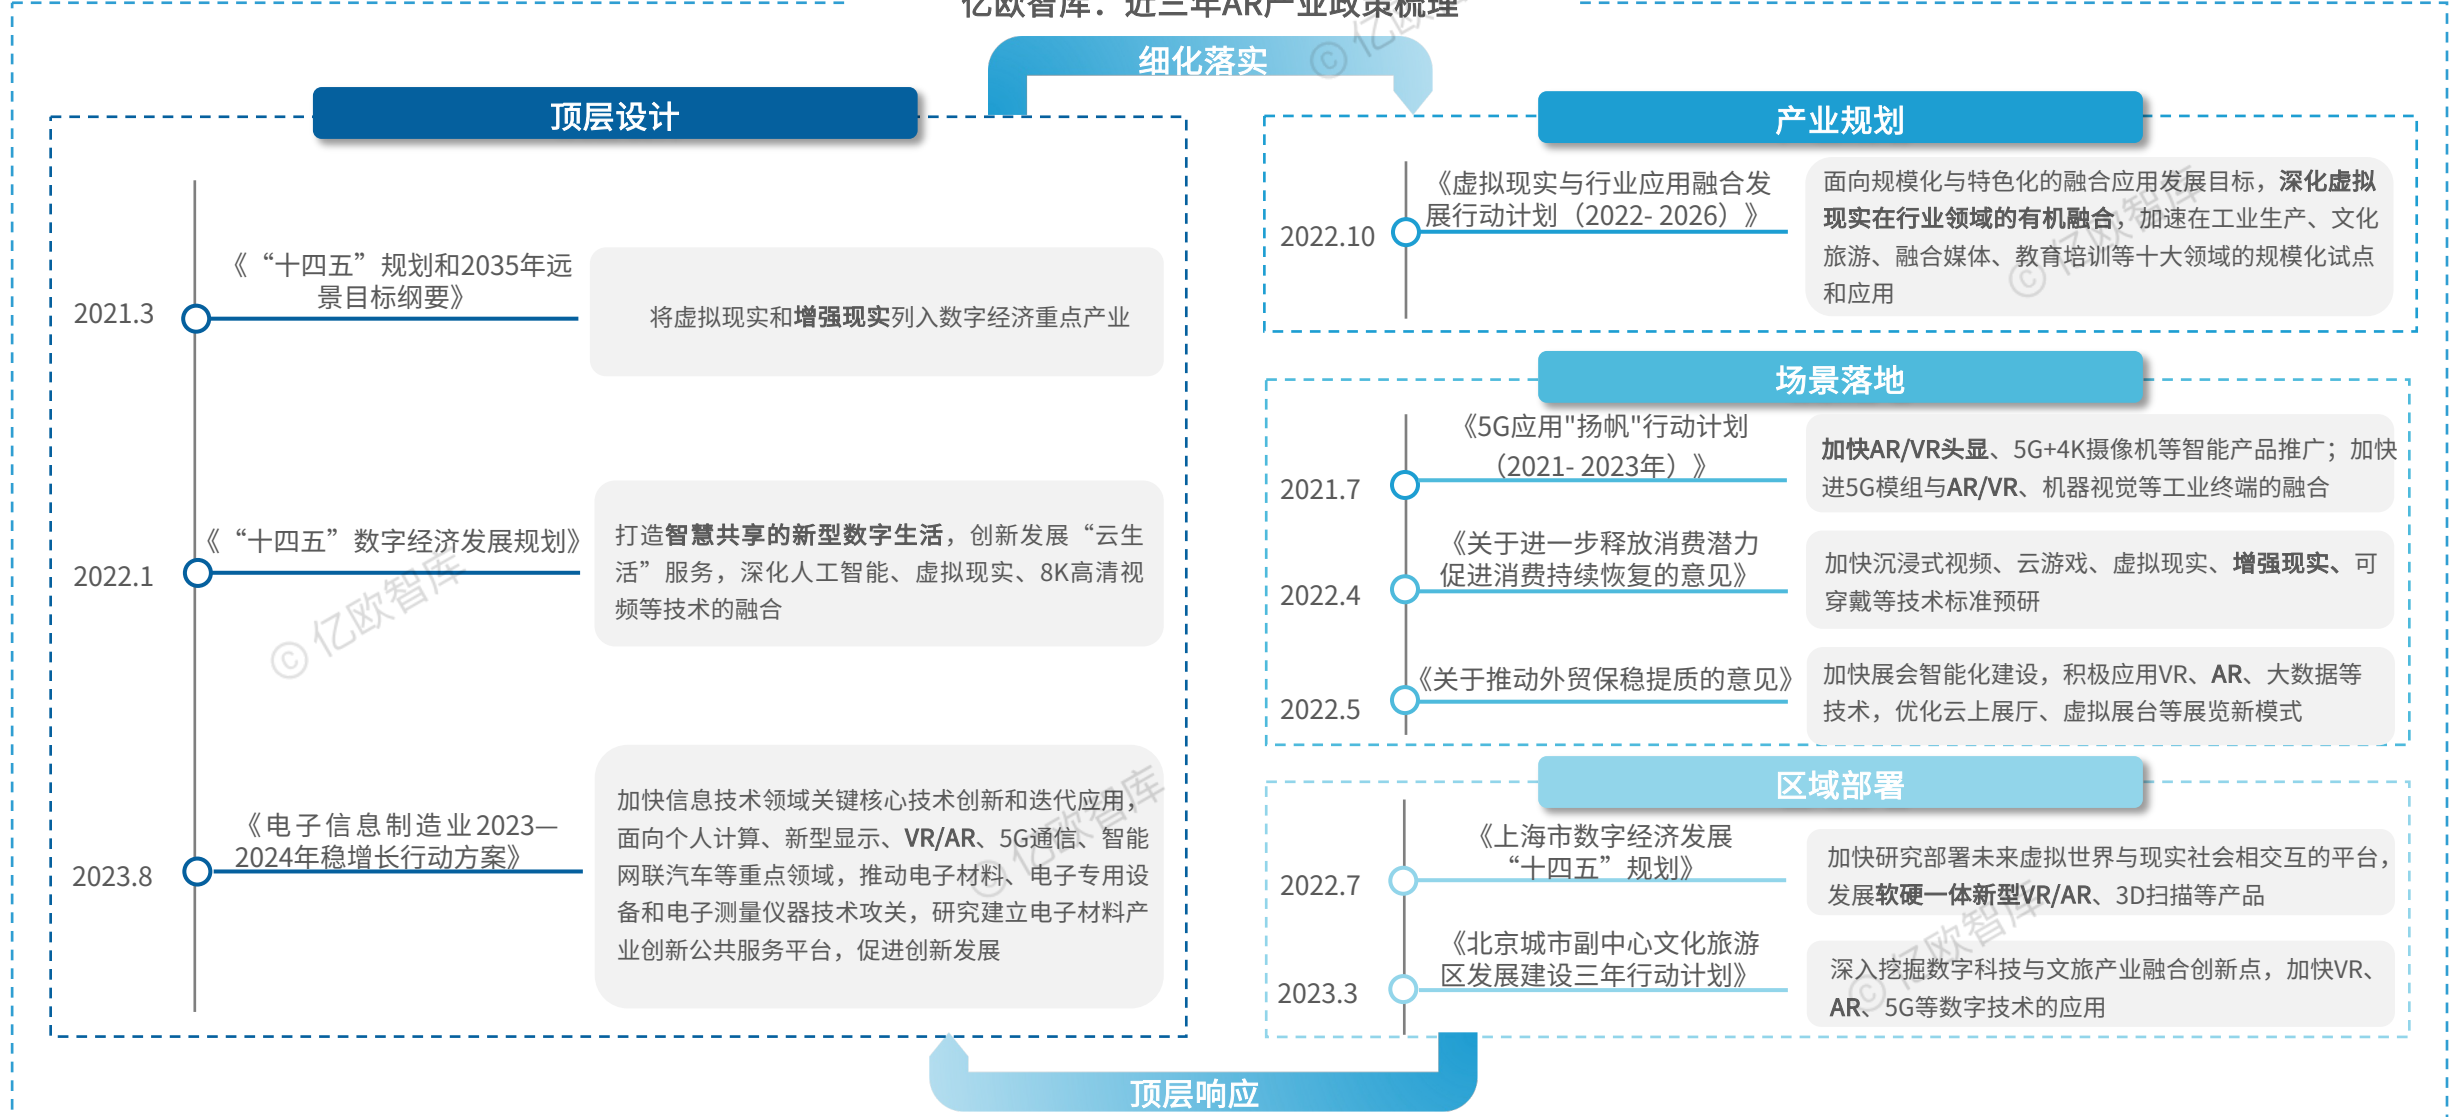 亿欧智库：近三年AR产业政策梳理
细化落实
顶层设计
2021.3
《“十四五”规划和2035年远
景目标纲要》
将虚拟现实和增强现实列入数字经济重点产业
2022.1
《“十四五”数字经济发展规划》
打造智慧共享的新型数字生活，创新发展“云生
活”服务，深化人工智能、虚拟现实、8K高清视
频等技术的融合
2023.8
《电子信息制造业2023—
2024年稳增长行动方案》
加快信息技术领域关键核心技术创新和迭代应用，
面向个人计算、新型显示、VR/AR、5G通信、智能
网联汽车等重点领域，推动电子材料、电子专用设
备和电子测量仪器技术攻关，研究建立电子材料产
业创新公共服务平台，促进创新发展
产业规划
2022.10
《虚拟现实与行业应用融合发
展行动计划（2022- 2026）》
面向规模化与特色化的融合应用发展目标，深化虚拟
现实在行业领域的有机融合，加速在工业生产、文化
旅游、融合媒体、教育培训等十大领域的规模化试点
和应用
场景落地
2021.7
《5G应用"扬帆"行动计划
（2021- 2023年）》
加快AR/VR头显、5G+4K摄像机等智能产品推广；加快
进5G模组与AR/VR、机器视觉等工业终端的融合
2022.4
《关于进一步释放消费潜力
促进消费持续恢复的意见》
加快沉浸式视频、云游戏、虚拟现实、增强现实、可
穿戴等技术标准预研
2022.5
《关于推动外贸保稳提质的意见》
加快展会智能化建设，积极应用VR、AR、大数据等
技术，优化云上展厅、虚拟展台等展览新模式
区域部署
2022.7
《上海市数字经济发展
“十四五”规划》
加快研究部署未来虚拟世界与现实社会相交互的平台，
发展软硬一体新型VR/AR、3D扫描等产品
2023.3
《北京城市副中心文化旅游
区发展建设三年行动计划》
深入挖掘数字科技与文旅产业融合创新点，加快VR、
AR、5G等数字技术的应用
顶层响应
© 亿欧智库
© 亿欧智库
© 亿欧智库
© 亿欧智库
© 亿欧智库